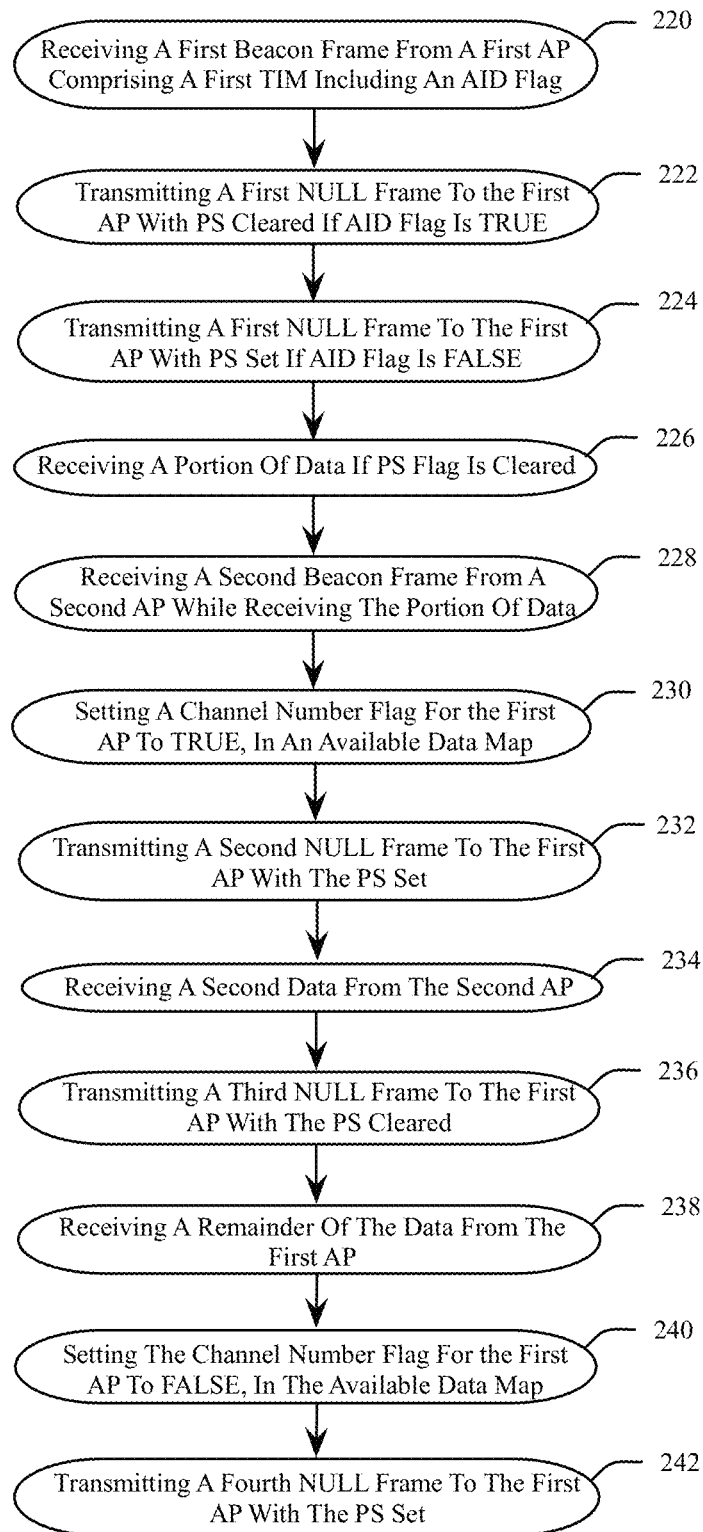 220
Receiving A First Beacon Frame From A First AP
Comprising A First TIM Including An AID Flag
222
Transmitting A First NULL Frame To the First
AP With PS Cleared If AID Flag Is TRUE
224
Transmitting A First NULL Frame To The First
AP With PS Set If AID Flag Is FALSE
226
Receiving A Portion Of Data If PS Flag Is Cleared
228
Receiving A Second Beacon Frame From A
Second AP While Receiving The Portion Of Data
230
Setting A Channel Number Flag For the First
AP To TRUE, In An Available Data Map
232
Transmitting A Second NULL Frame To The First
AP With The PS Set
234
Receiving A Second Data From The Second AP
236
Transmitting A Third NULL Frame To The First
AP With The PS Cleared
238
Receiving A Remainder Of The Data From The
First AP
240
Setting The Channel Number Flag For the First
AP To FALSE, In The Available Data Map
242
Transmitting A Fourth NULL Frame To The First
AP With The PS Set